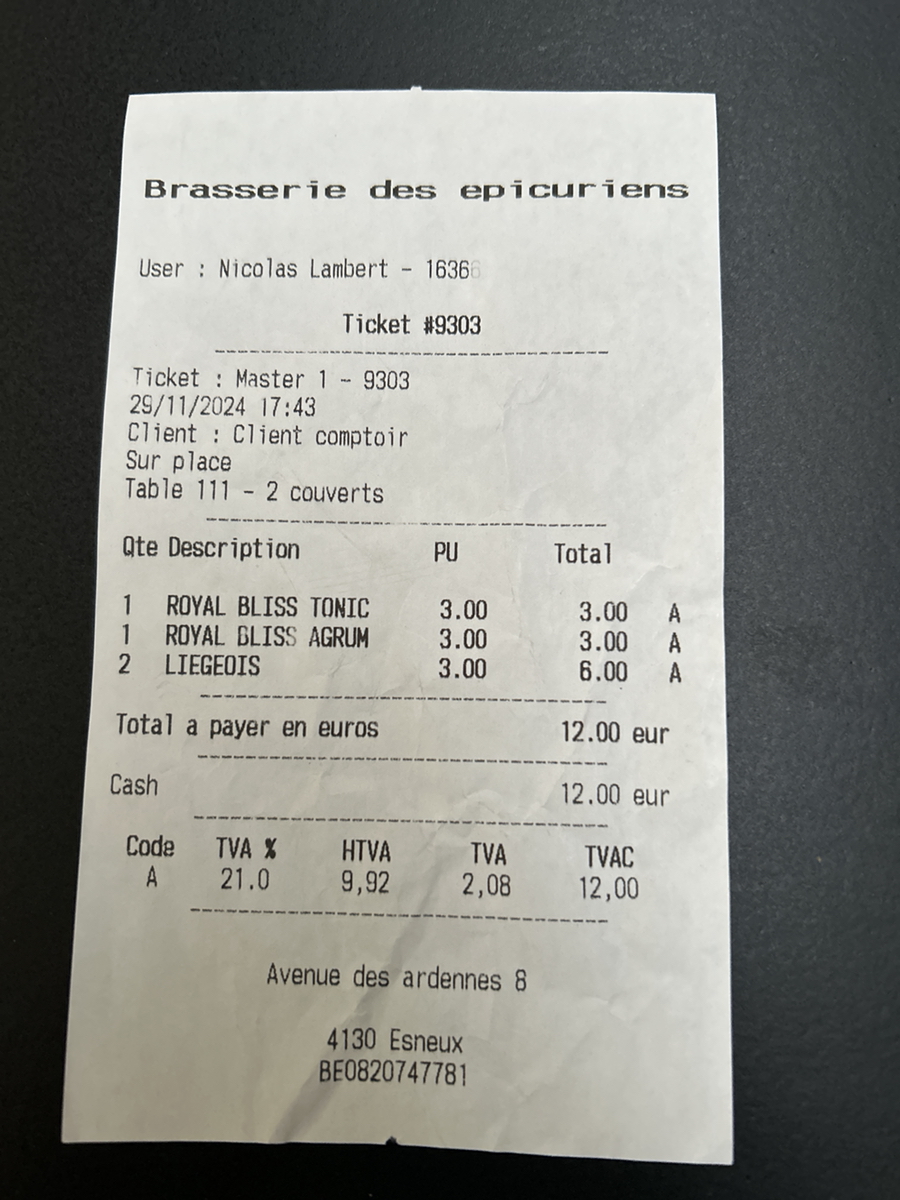 Brasserie des epicuriens
User : Nicolas Lambert - 16366
Ticket #9303
Ticket : Master 1 - 9303
29/11/2024 17:43
Client : Client comptoir
Sur place
Table 111 - 2 couverts
Qte Description PU Total
1 ROYAL BLISS TONIC 3.00 3.00 A
1 ROYAL BLISS AGRUM 3.00 3.00 A
2 LIEGEOIS 3.00 6.00 A
Total a payer en euros 12.00 eur
Cash 12.00 eur
Code TVA % HTVA TVA TVAC
A 21.0 9,92 2,08 12,00
Avenue des ardennes 8
4130 Esneux
BE0820747781